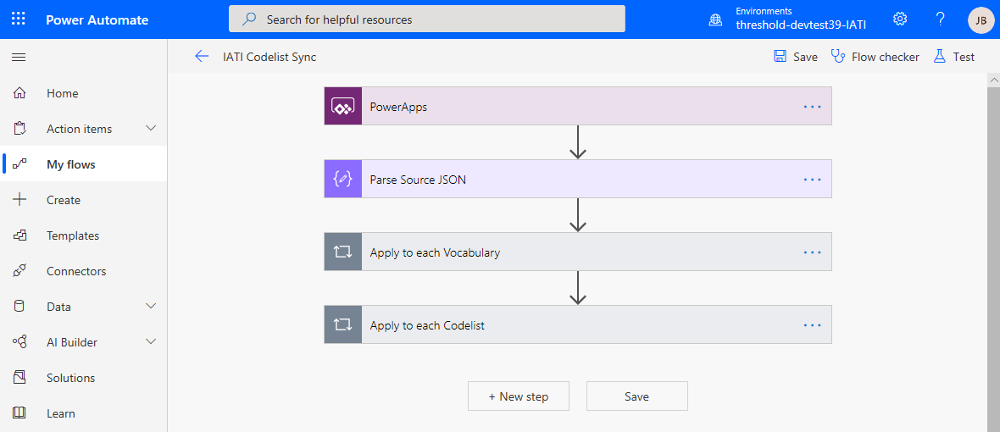 Power Automate
Search for helpful resources
Environments
threshold-devtest39-IATI
?
JB
IATI Codelist Sync
Save
Flow checker
Test
Home
Action items
My flows
Create
Templates
Connectors
Data
AI Builder
Solutions
Learn
PowerApps
...
Parse Source JSON
...
Apply to each Vocabulary
...
Apply to each Codelist
...
+ New step
Save